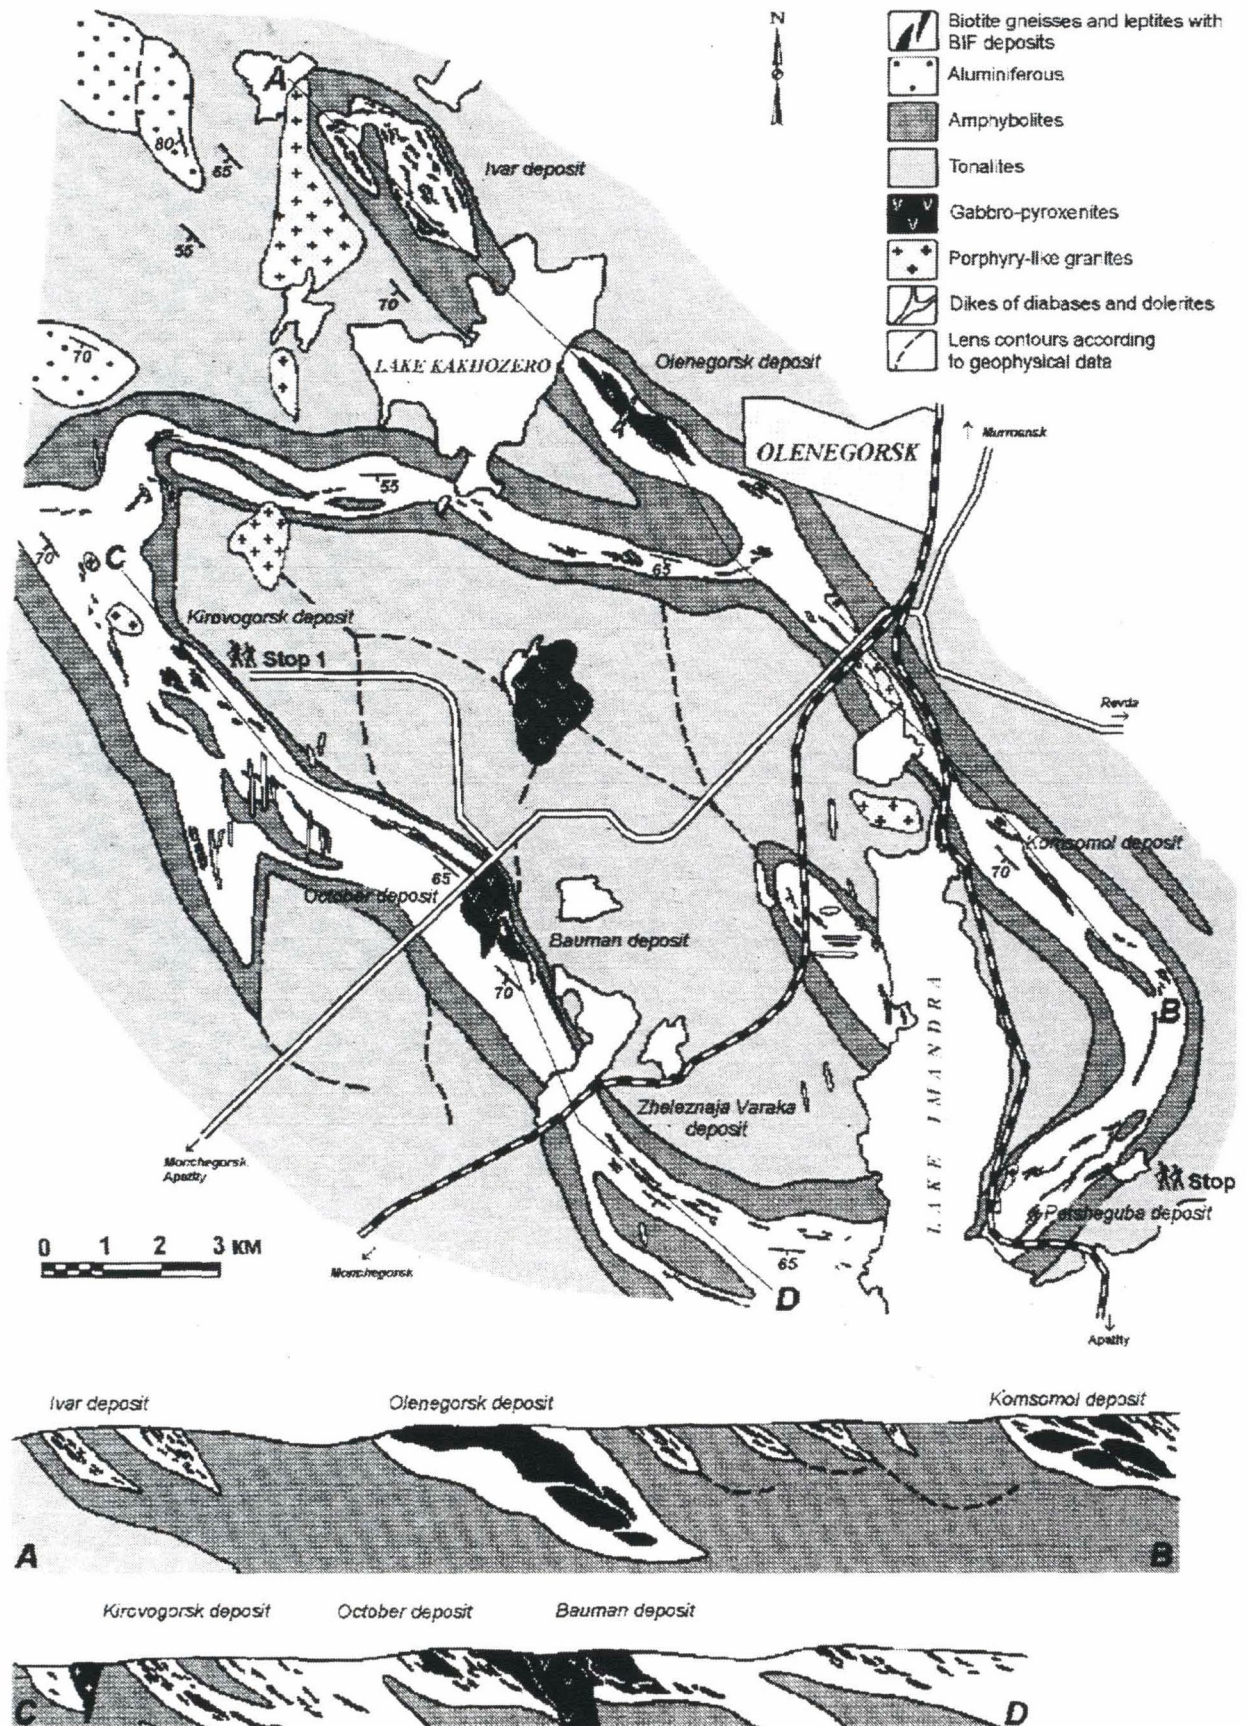 N
Biotite gneisses and leptites with
BIF deposits
Aluminiferous
Amphybolites
Tonalites
V V
V
Gabbro-pyroxenites
Porphyry-like granites
Dikes of diabases and dolerites
Lens contours according
to geophysical data
A
Ivar deposit
80
65
55
70
70
LAKE KAKHOZERO
Olenegorsk deposit
OLENEGORSK
Murmansk
55
65
70
C
Kirovogorsk deposit
Stop 1
Revda
Komsomol deposit
70
65
October deposit
Bauman deposit
70
B
LAKE IMANDRA
Zheleznaja Varaka
deposit
Monchegorsk
Apatity
Stop
Petsheguba deposit
0 1 2 3 км
Monchegorsk
65
D
Apatity
Ivar deposit
Olenegorsk deposit
Komsomol deposit
A
B
Kirovogorsk deposit
October deposit
Bauman deposit
C
D